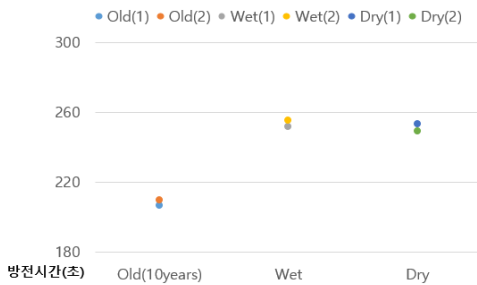 Old(1) Old(2) Wet(1) Wet(2) Dry(1) Dry(2)
300
260
220
180
방전시간(초) Old(10years) Wet Dry